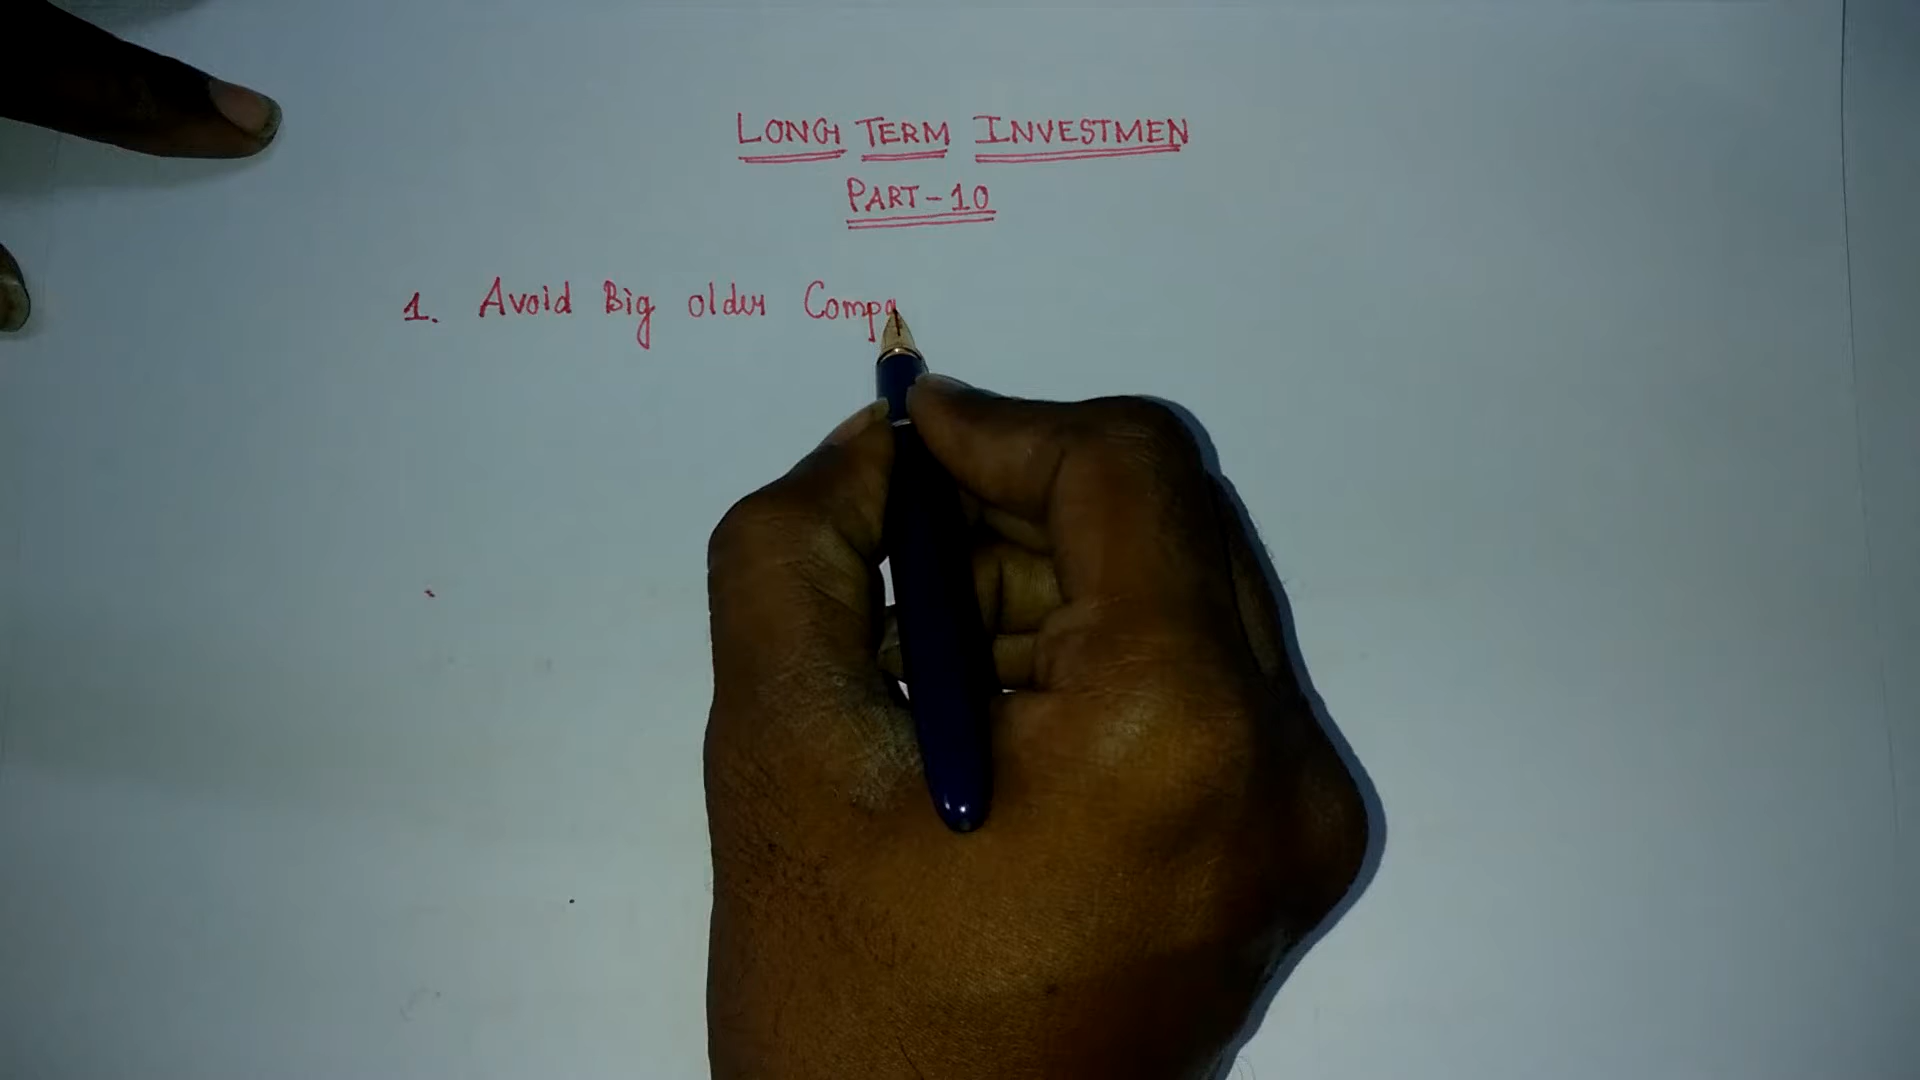 LONG TERM INVESTMEN
PART-10
1. Avoid Big older Compa